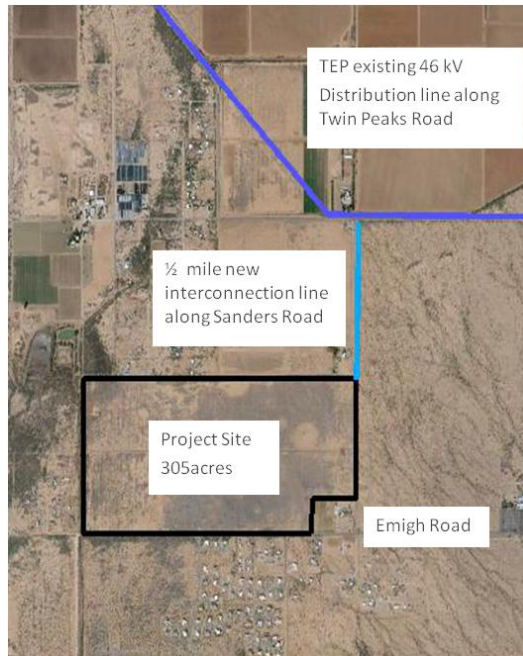 TEP existing 46 kV
Distribution line along
Twin Peaks Road
½ mile new
interconnection line
along Sanders Road
Project Site
305acres
Emigh Road